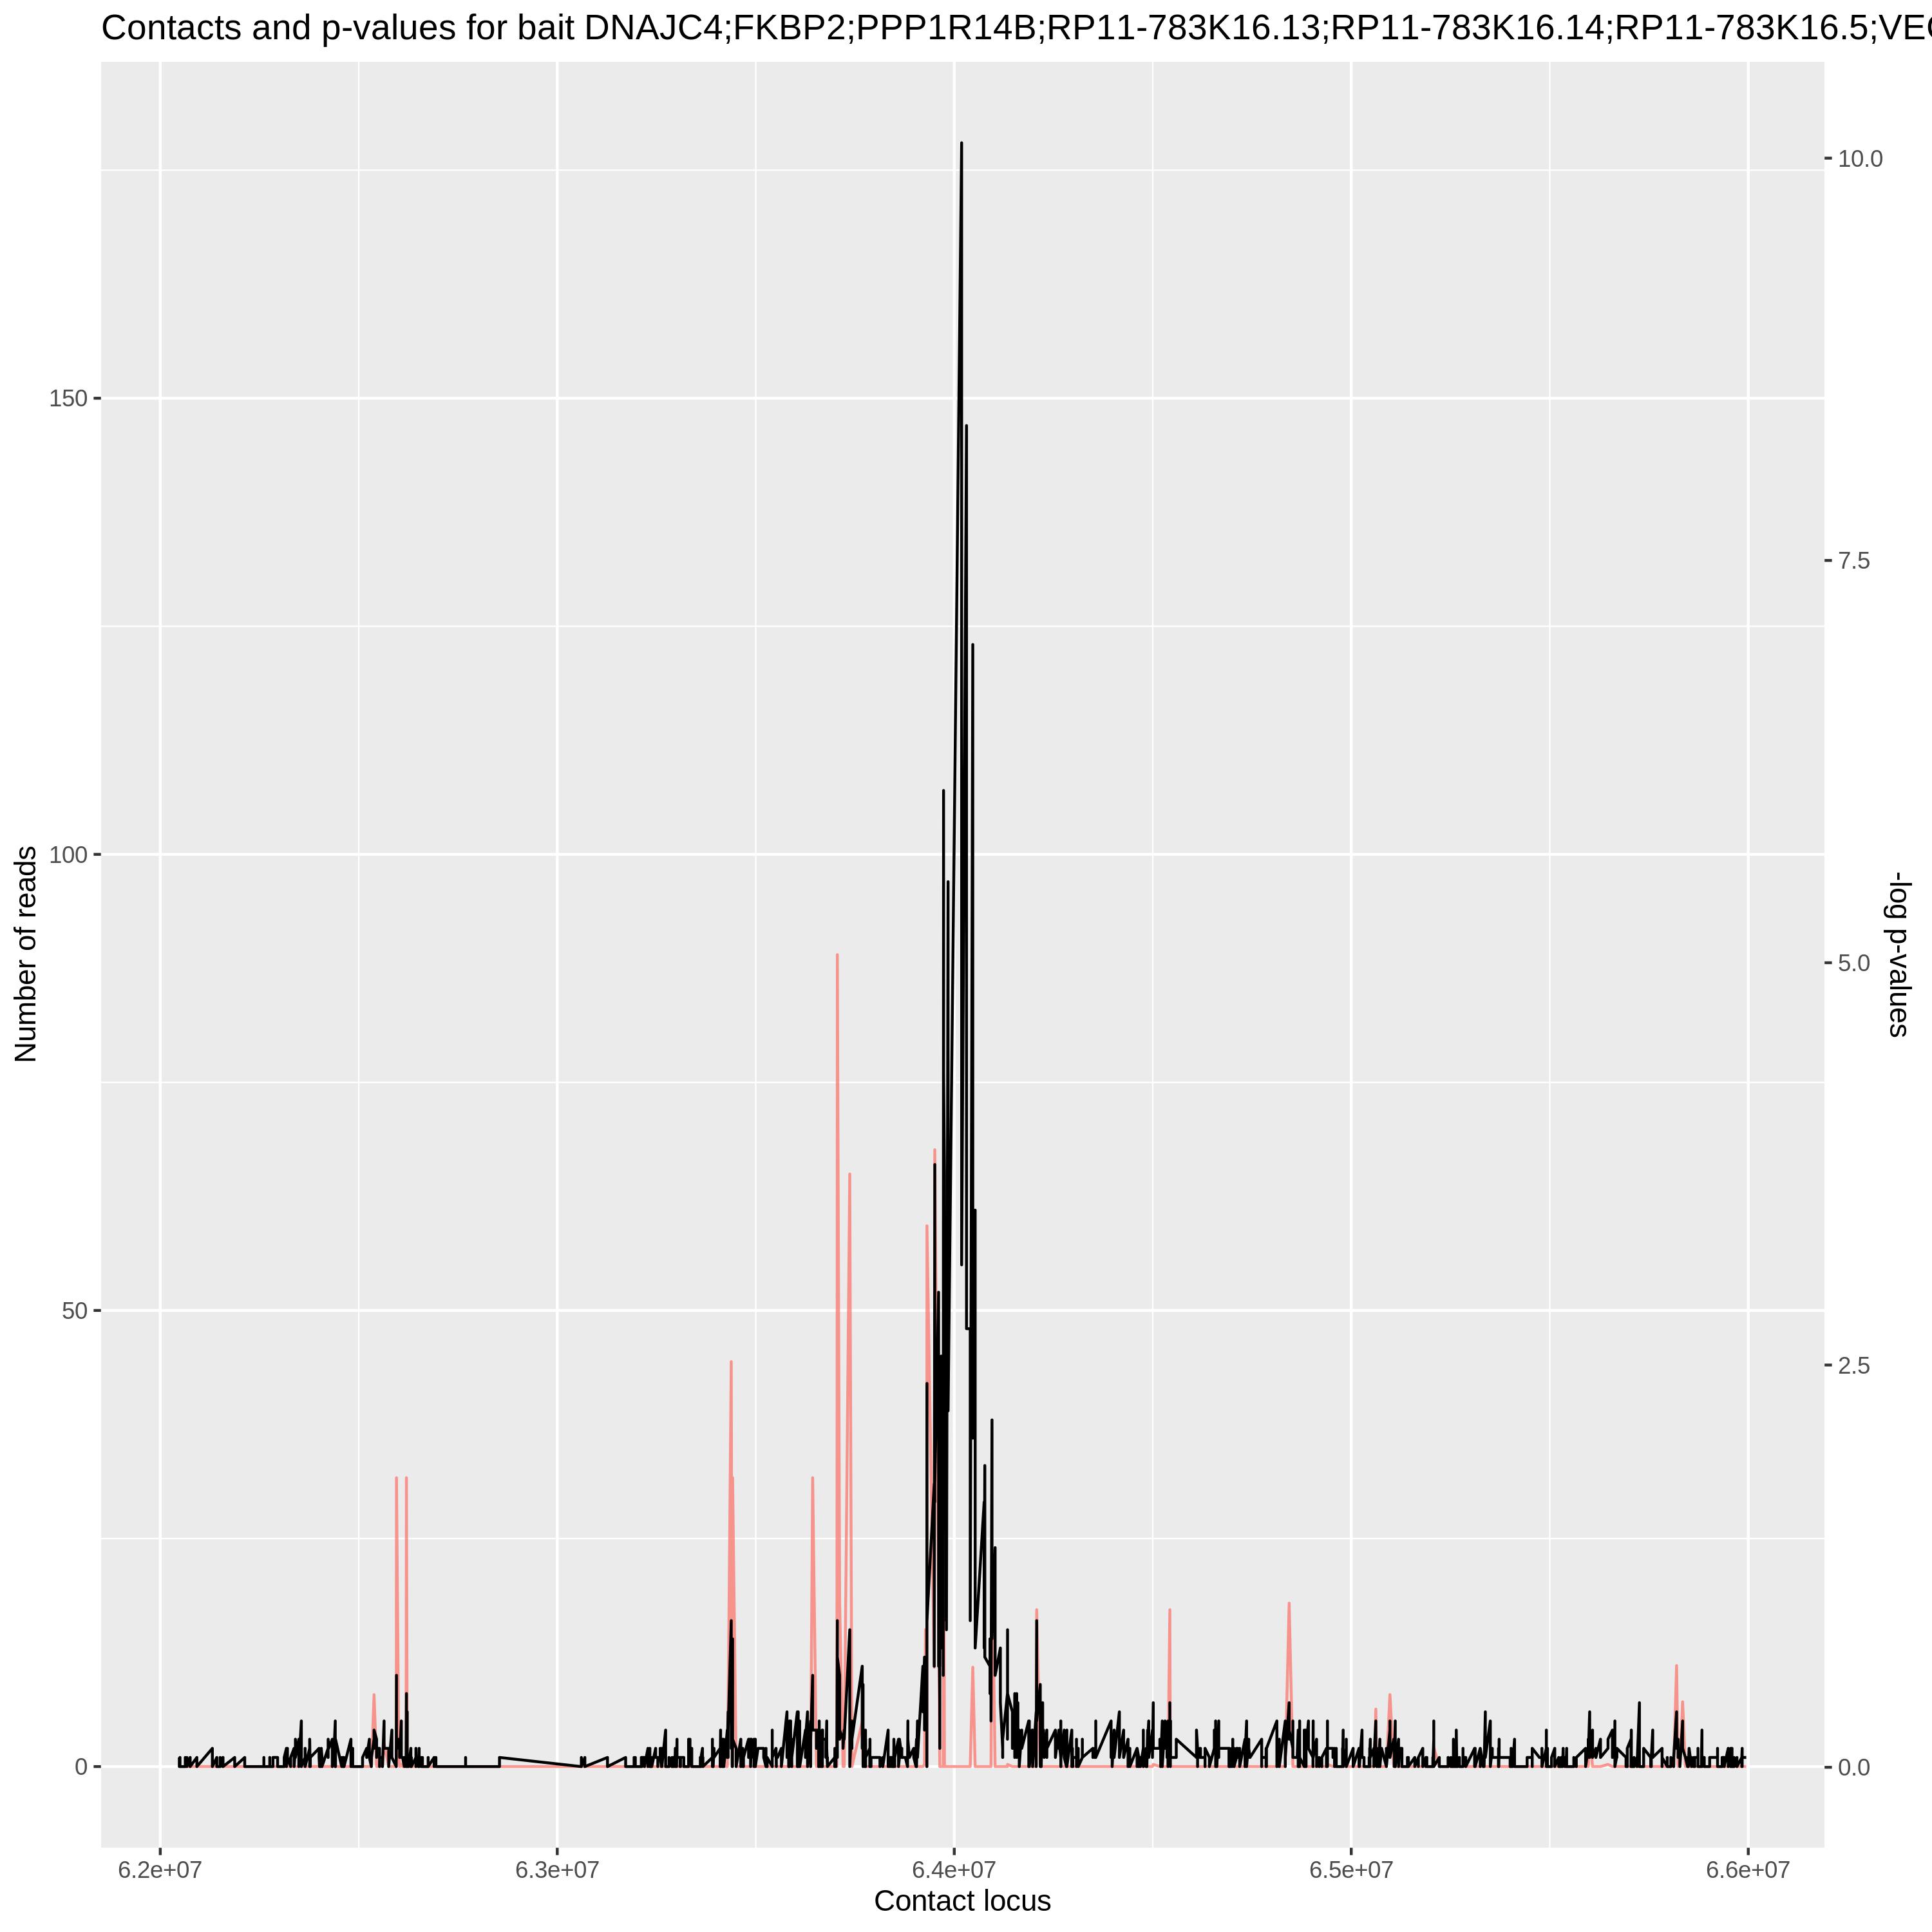 Contacts and p-values for bait DNAJC4;FKBP2;PPP1R14B;RP11-783K16.13;RP11-783K16.14;RP11-783K16.5;
150
100
50
0
Number of reads
10.0
7.5
5.0
2.5
0.0
-log p-values
6.2e+07 6.3e+07 6.4e+07 6.5e+07 6.6e+07
Contact locus